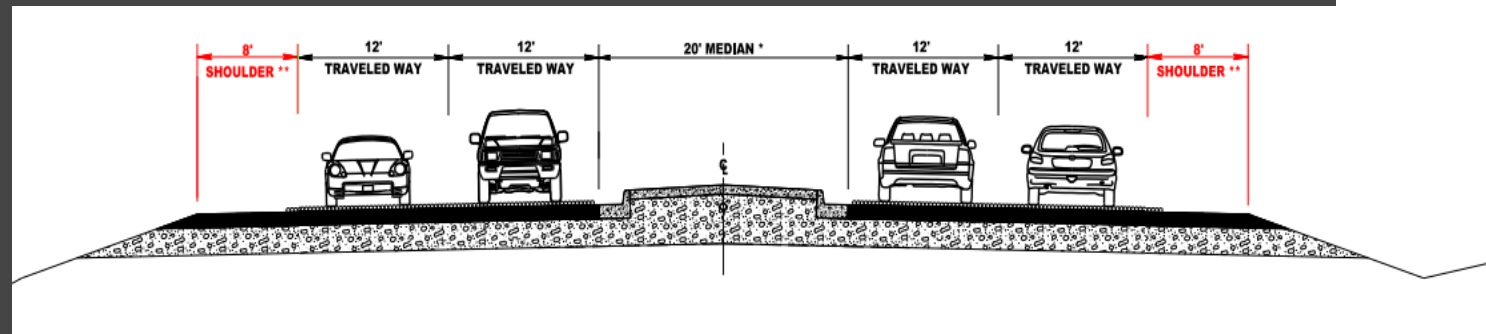 8'
12'
12'
20' MEDIAN *
12'
12'
8'
SHOULDER **
TRAVELED WAY
TRAVELED WAY
TRAVELED WAY
TRAVELED WAY
SHOULDER **
℄